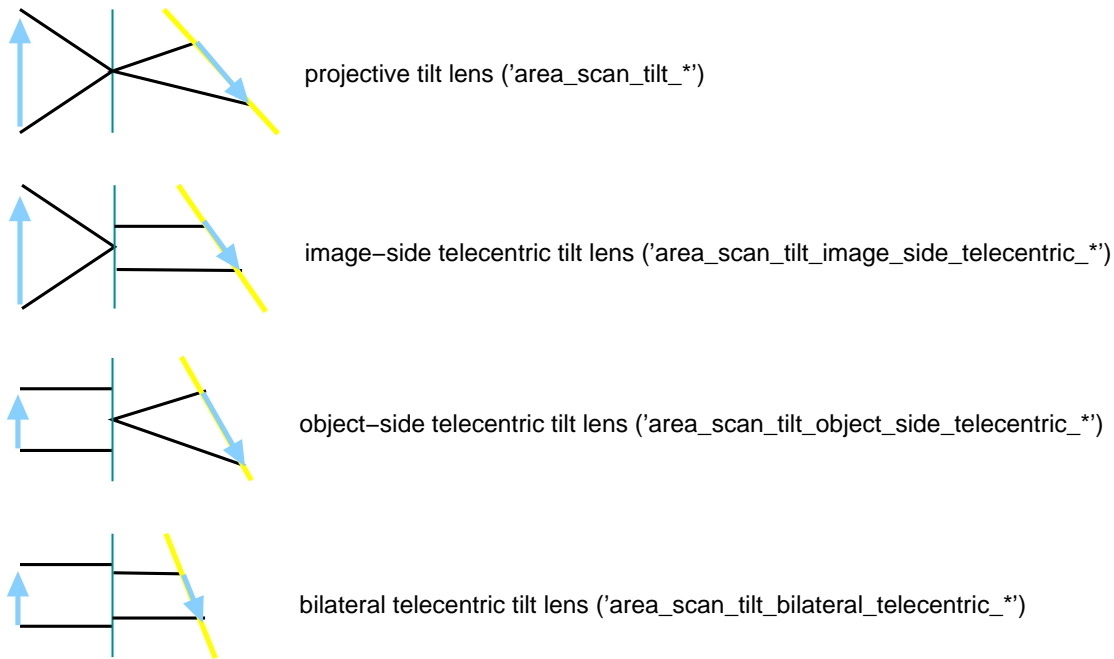 projective tilt lens ('area_scan_tilt_*')
image−side telecentric tilt lens ('area_scan_tilt_image_side_telecentric_*')
object−side telecentric tilt lens ('area_scan_tilt_object_side_telecentric_*')
bilateral telecentric tilt lens ('area_scan_tilt_bilateral_telecentric_*')